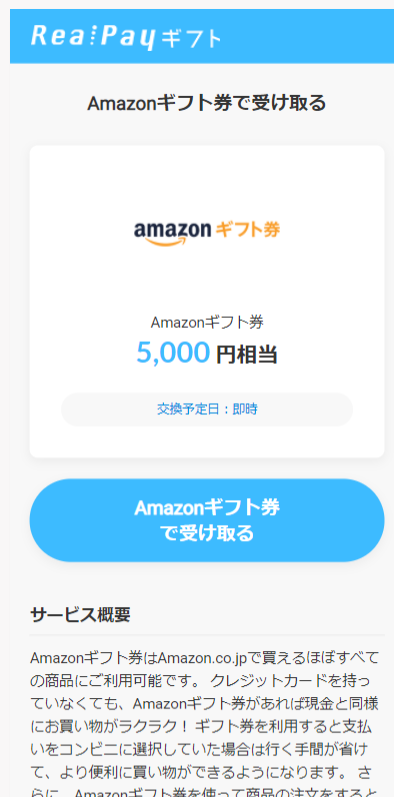 RealPayギフト
Amazonギフト券で受け取る
amazonギフト券
Amazonギフト券
5,000 円相当
交換予定日：即時
Amazonギフト券
で受け取る
サービス概要
Amazonギフト券はAmazon.co.jpで買えるほぼすべて
の商品にご利用可能です。 クレジットカードを持っ
ていなくても、Amazonギフト券があれば現金と同様
にお買い物がラクラク！ ギフト券を利用すると支払
いをコンビニに選択していた場合は行く手間が省け
て、より便利に買い物ができるようになります。 さ
らに、Amazonギフト券を使って商品の注文をすると